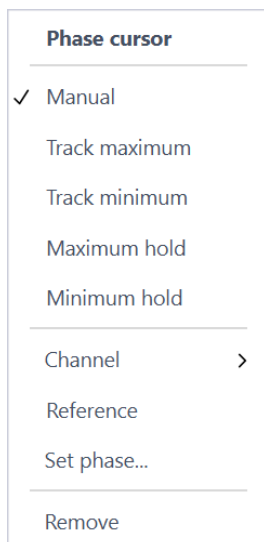 Phase cursor
Manual
Track maximum
Track minimum
Maximum hold
Minimum hold
Channel
Reference
Set phase...
Remove